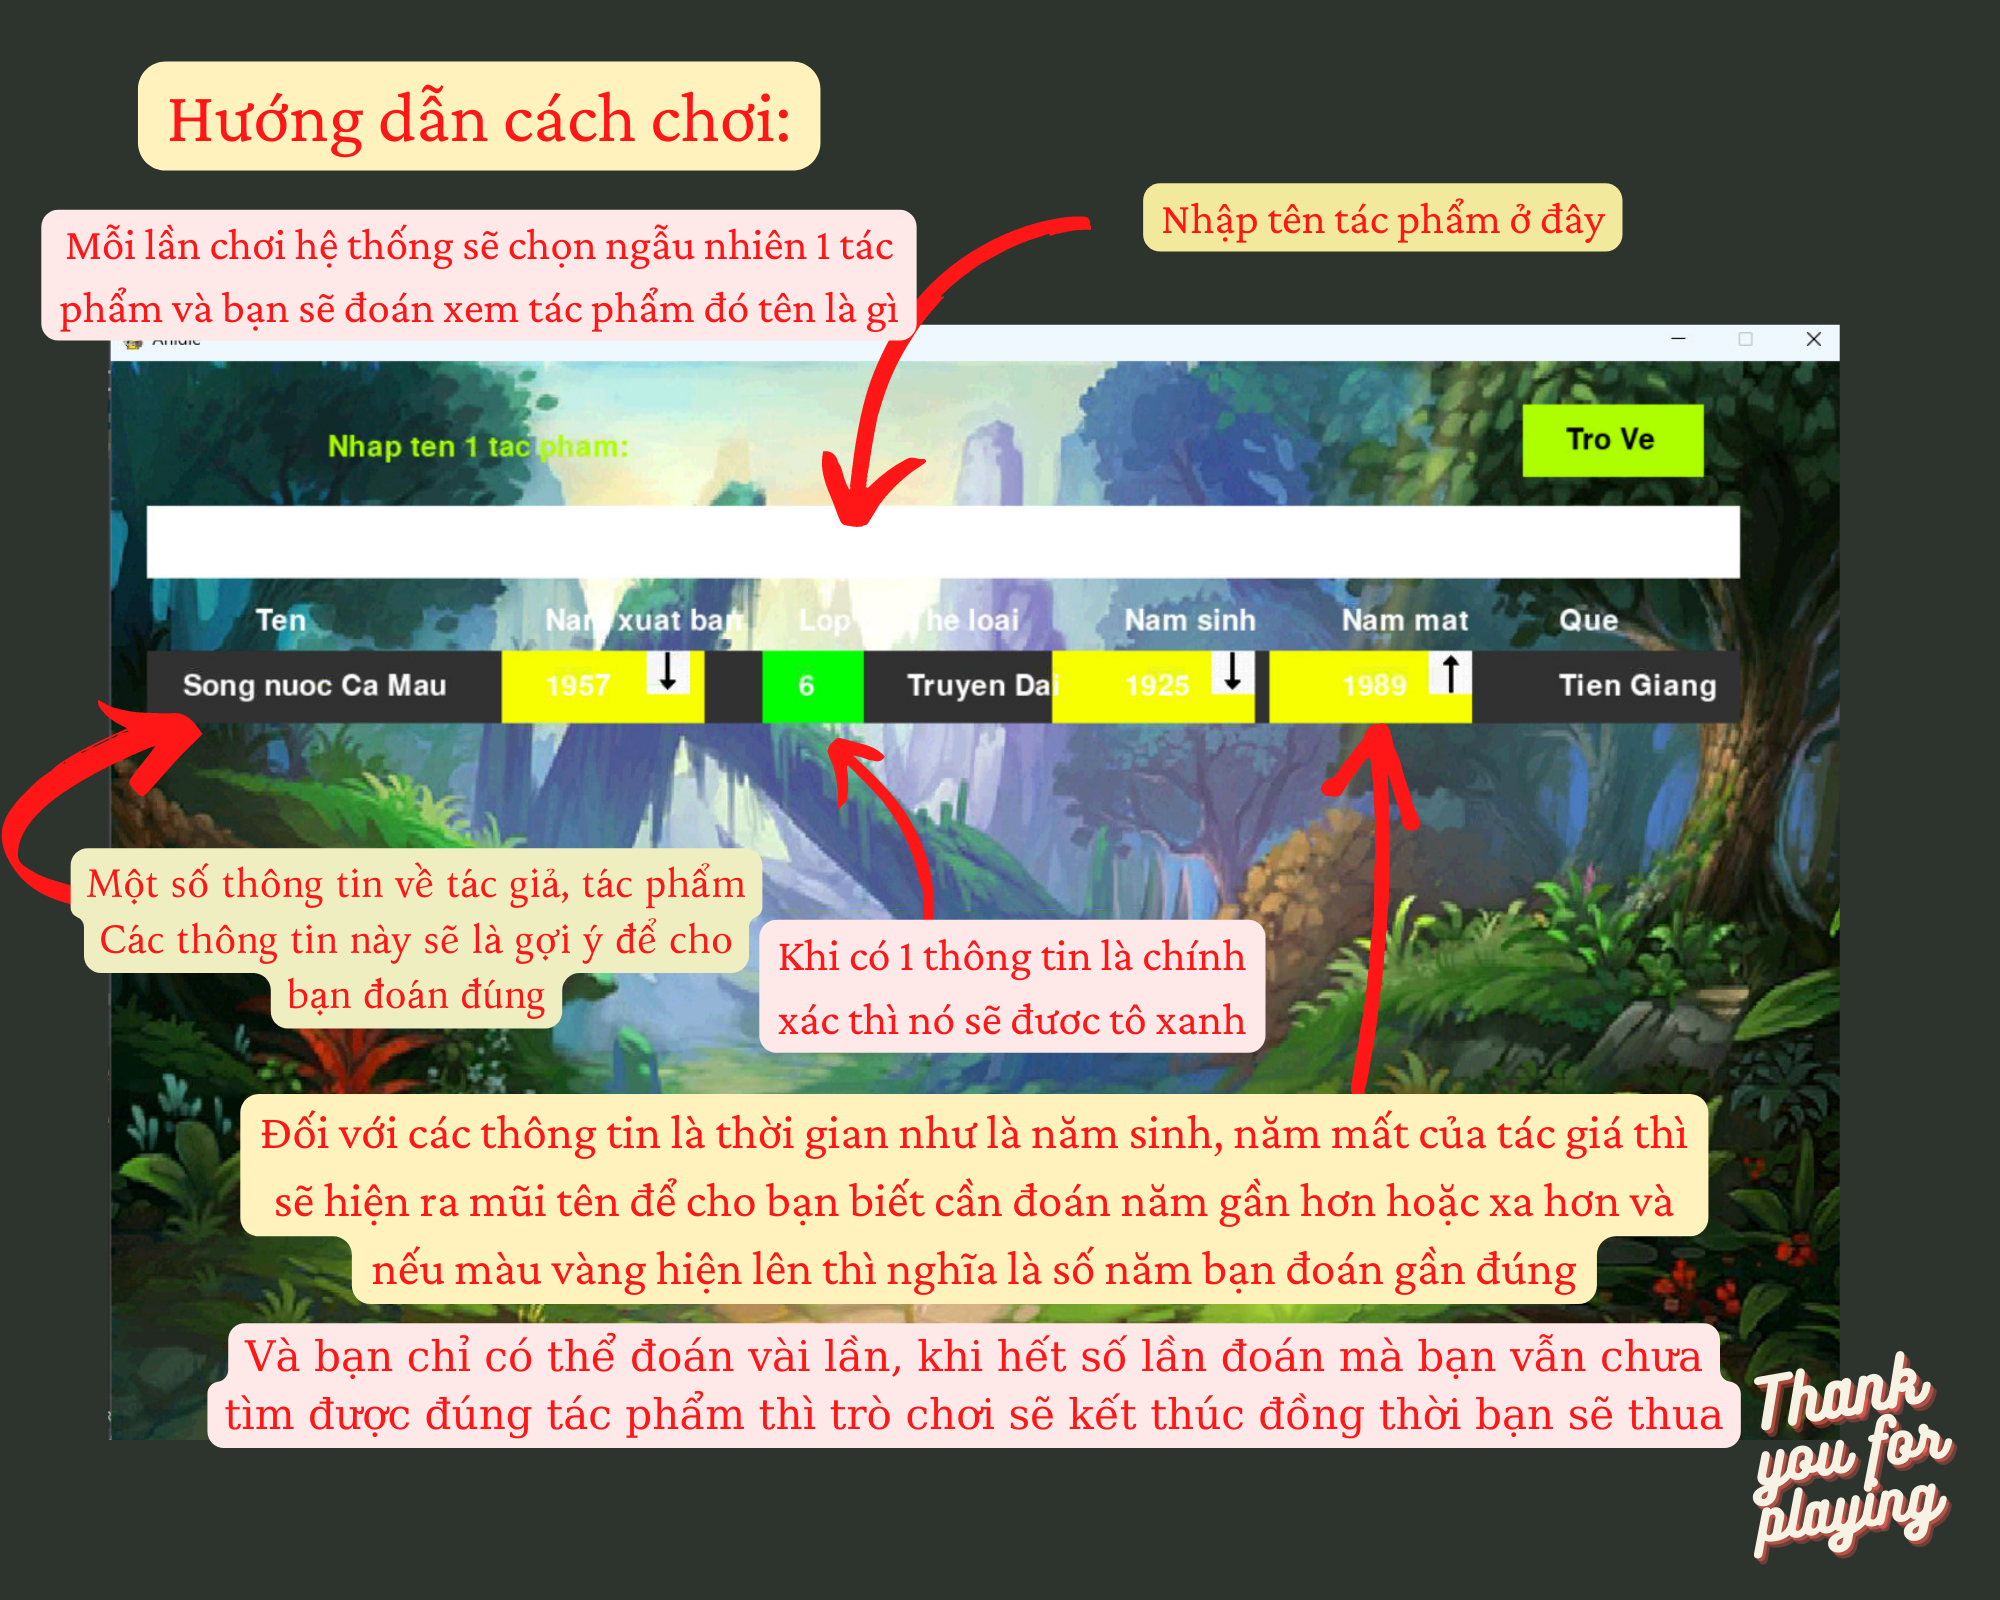 Hướng dẫn cách chơi:
Nhập tên tác phẩm ở đây
Mỗi lần chơi hệ thống sẽ chọn ngẫu nhiên 1 tác
phẩm và bạn sẽ đoán xem tác phẩm đó tên là gì
Nhap ten 1 tac pham:
Tro Ve
Ten Nam xuat ban Lop The loai Nam sinh Nam mat Que
Song nuoc Ca Mau 1957 6 Truyen Dai 1925 1989 Tien Giang
Một số thông tin về tác giả, tác phẩm
Các thông tin này sẽ là gợi ý để cho
bạn đoán đúng
Khi có 1 thông tin là chính
xác thì nó sẽ đươc tô xanh
Đối với các thông tin là thời gian như là năm sinh, năm mất của tác giá thì
sẽ hiện ra mũi tên để cho bạn biết cần đoán năm gần hơn hoặc xa hơn và
nếu màu vàng hiện lên thì nghĩa là số năm bạn đoán gần đúng
Và bạn chỉ có thể đoán vài lần, khi hết số lần đoán mà bạn vẫn chưa
tìm được đúng tác phẩm thì trò chơi sẽ kết thúc đồng thời bạn sẽ thua
Thank
you for
playing